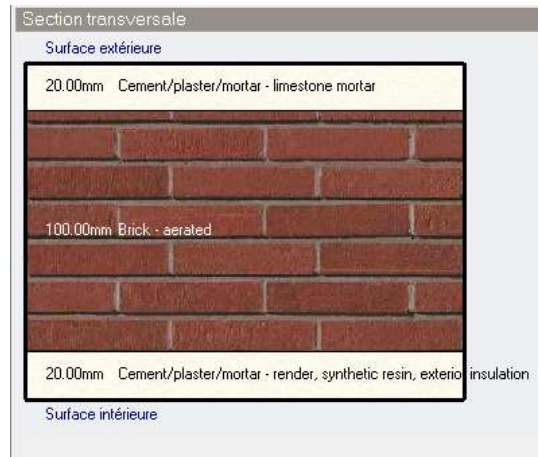 Section transversale
Surface extérieure
20.00mm Cement/plaster/mortar - limestone mortar
100.00mm Brick - aerated
20.00mm Cement/plaster/mortar - render, synthetic resin, exterior insulation
Surface intérieure